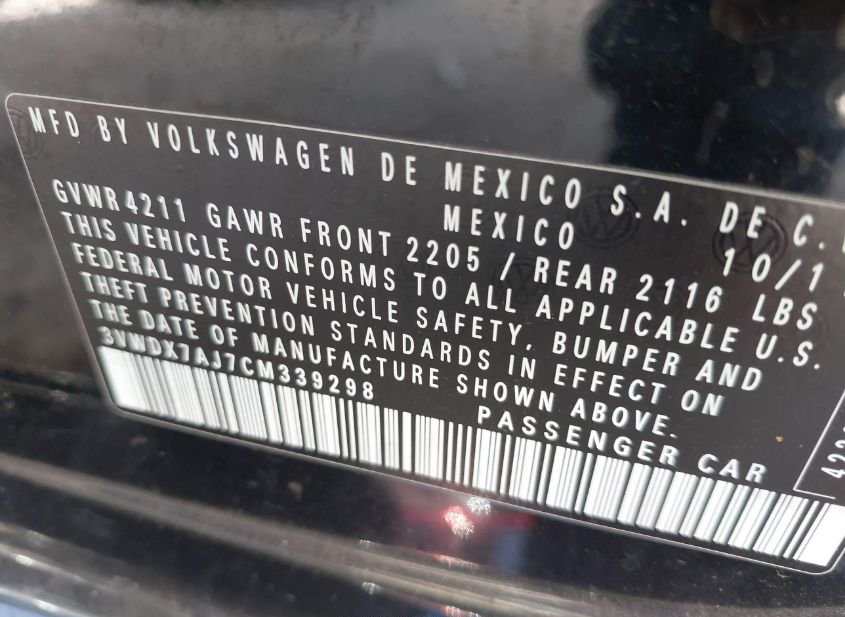 MFD BY VOLKSWAGEN DE MEXICO S.A. DE C.
MEXICO 10/1
GVWR 4211 GAWR FRONT 2205 / REAR 2116 LBS
THIS VEHICLE CONFORMS TO ALL APPLICABLE U.S.
FEDERAL MOTOR VEHICLE SAFETY, BUMPER AND
THEFT PREVENTION STANDARDS IN EFFECT ON
THE DATE OF MANUFACTURE SHOWN ABOVE.
3VWDX7AJ7CM339298 PASSENGER CAR